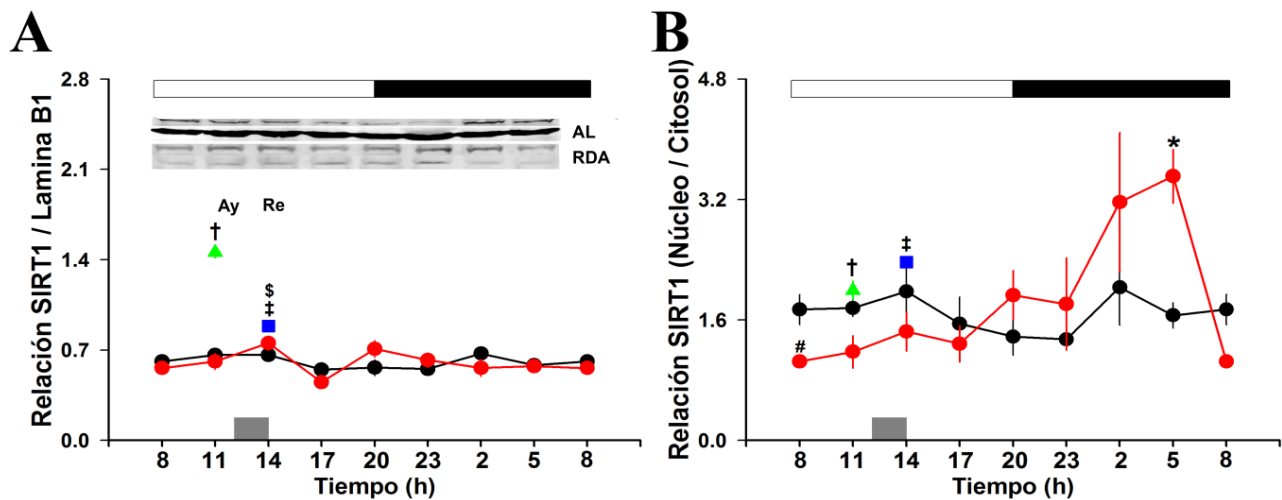 A
Relación SIRT1 / Lamina B1
2.8
2.1
1.4
0.7
0.0
AL
RDA
Ay Re
†
$
‡
8 11 14 17 20 23 2 5 8
Tiempo (h)
B
Relación SIRT1 (Núcleo / Citosol)
4.8
3.2
1.6
0.0
*
‡
†
#
8 11 14 17 20 23 2 5 8
Tiempo (h)